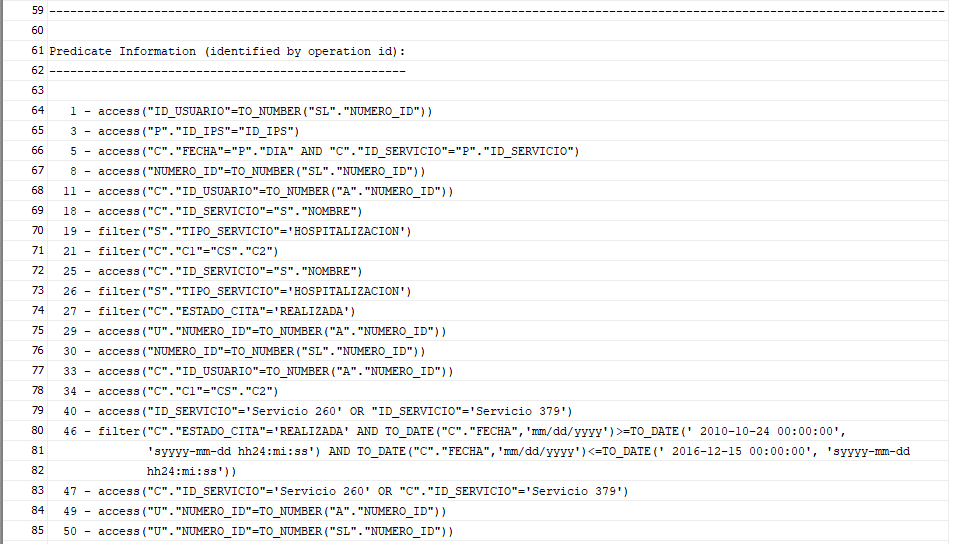 59 --------------------------------------------------------------------------------------------------------------------------------
60
61 Predicate Information (identified by operation id):
62 ---------------------------------------------------
63
64    1 - access("ID_USUARIO"=TO_NUMBER("SL"."NUMERO_ID"))
65    3 - access("P"."ID_IPS"="ID_IPS")
66    5 - access("C"."FECHA"="P"."DIA" AND "C"."ID_SERVICIO"="P"."ID_SERVICIO")
67    8 - access("NUMERO_ID"=TO_NUMBER("SL"."NUMERO_ID"))
68   11 - access("C"."ID_USUARIO"=TO_NUMBER("A"."NUMERO_ID"))
69   18 - access("C"."ID_SERVICIO"="S"."NOMBRE")
70   19 - filter("S"."TIPO_SERVICIO"='HOSPITALIZACION')
71   21 - filter("C"."C1"="CS"."C2")
72   25 - access("C"."ID_SERVICIO"="S"."NOMBRE")
73   26 - filter("S"."TIPO_SERVICIO"='HOSPITALIZACION')
74   27 - filter("C"."ESTADO_CITA"='REALIZADA')
75   29 - access("U"."NUMERO_ID"=TO_NUMBER("A"."NUMERO_ID"))
76   30 - access("NUMERO_ID"=TO_NUMBER("SL"."NUMERO_ID"))
77   33 - access("C"."ID_USUARIO"=TO_NUMBER("A"."NUMERO_ID"))
78   34 - access("C"."C1"="CS"."C2")
79   40 - access("ID_SERVICIO"='Servicio 260' OR "ID_SERVICIO"='Servicio 379')
80   46 - filter("C"."ESTADO_CITA"='REALIZADA' AND TO_DATE("C"."FECHA",'mm/dd/yyyy')>=TO_DATE(' 2010-10-24 00:00:00',
81               'syyyy-mm-dd hh24:mi:ss') AND TO_DATE("C"."FECHA",'mm/dd/yyyy')<=TO_DATE(' 2016-12-15 00:00:00', 'syyyy-mm-dd
82               hh24:mi:ss'))
83   47 - access("C"."ID_SERVICIO"='Servicio 260' OR "C"."ID_SERVICIO"='Servicio 379')
84   49 - access("U"."NUMERO_ID"=TO_NUMBER("A"."NUMERO_ID"))
85   50 - access("U"."NUMERO_ID"=TO_NUMBER("SL"."NUMERO_ID"))